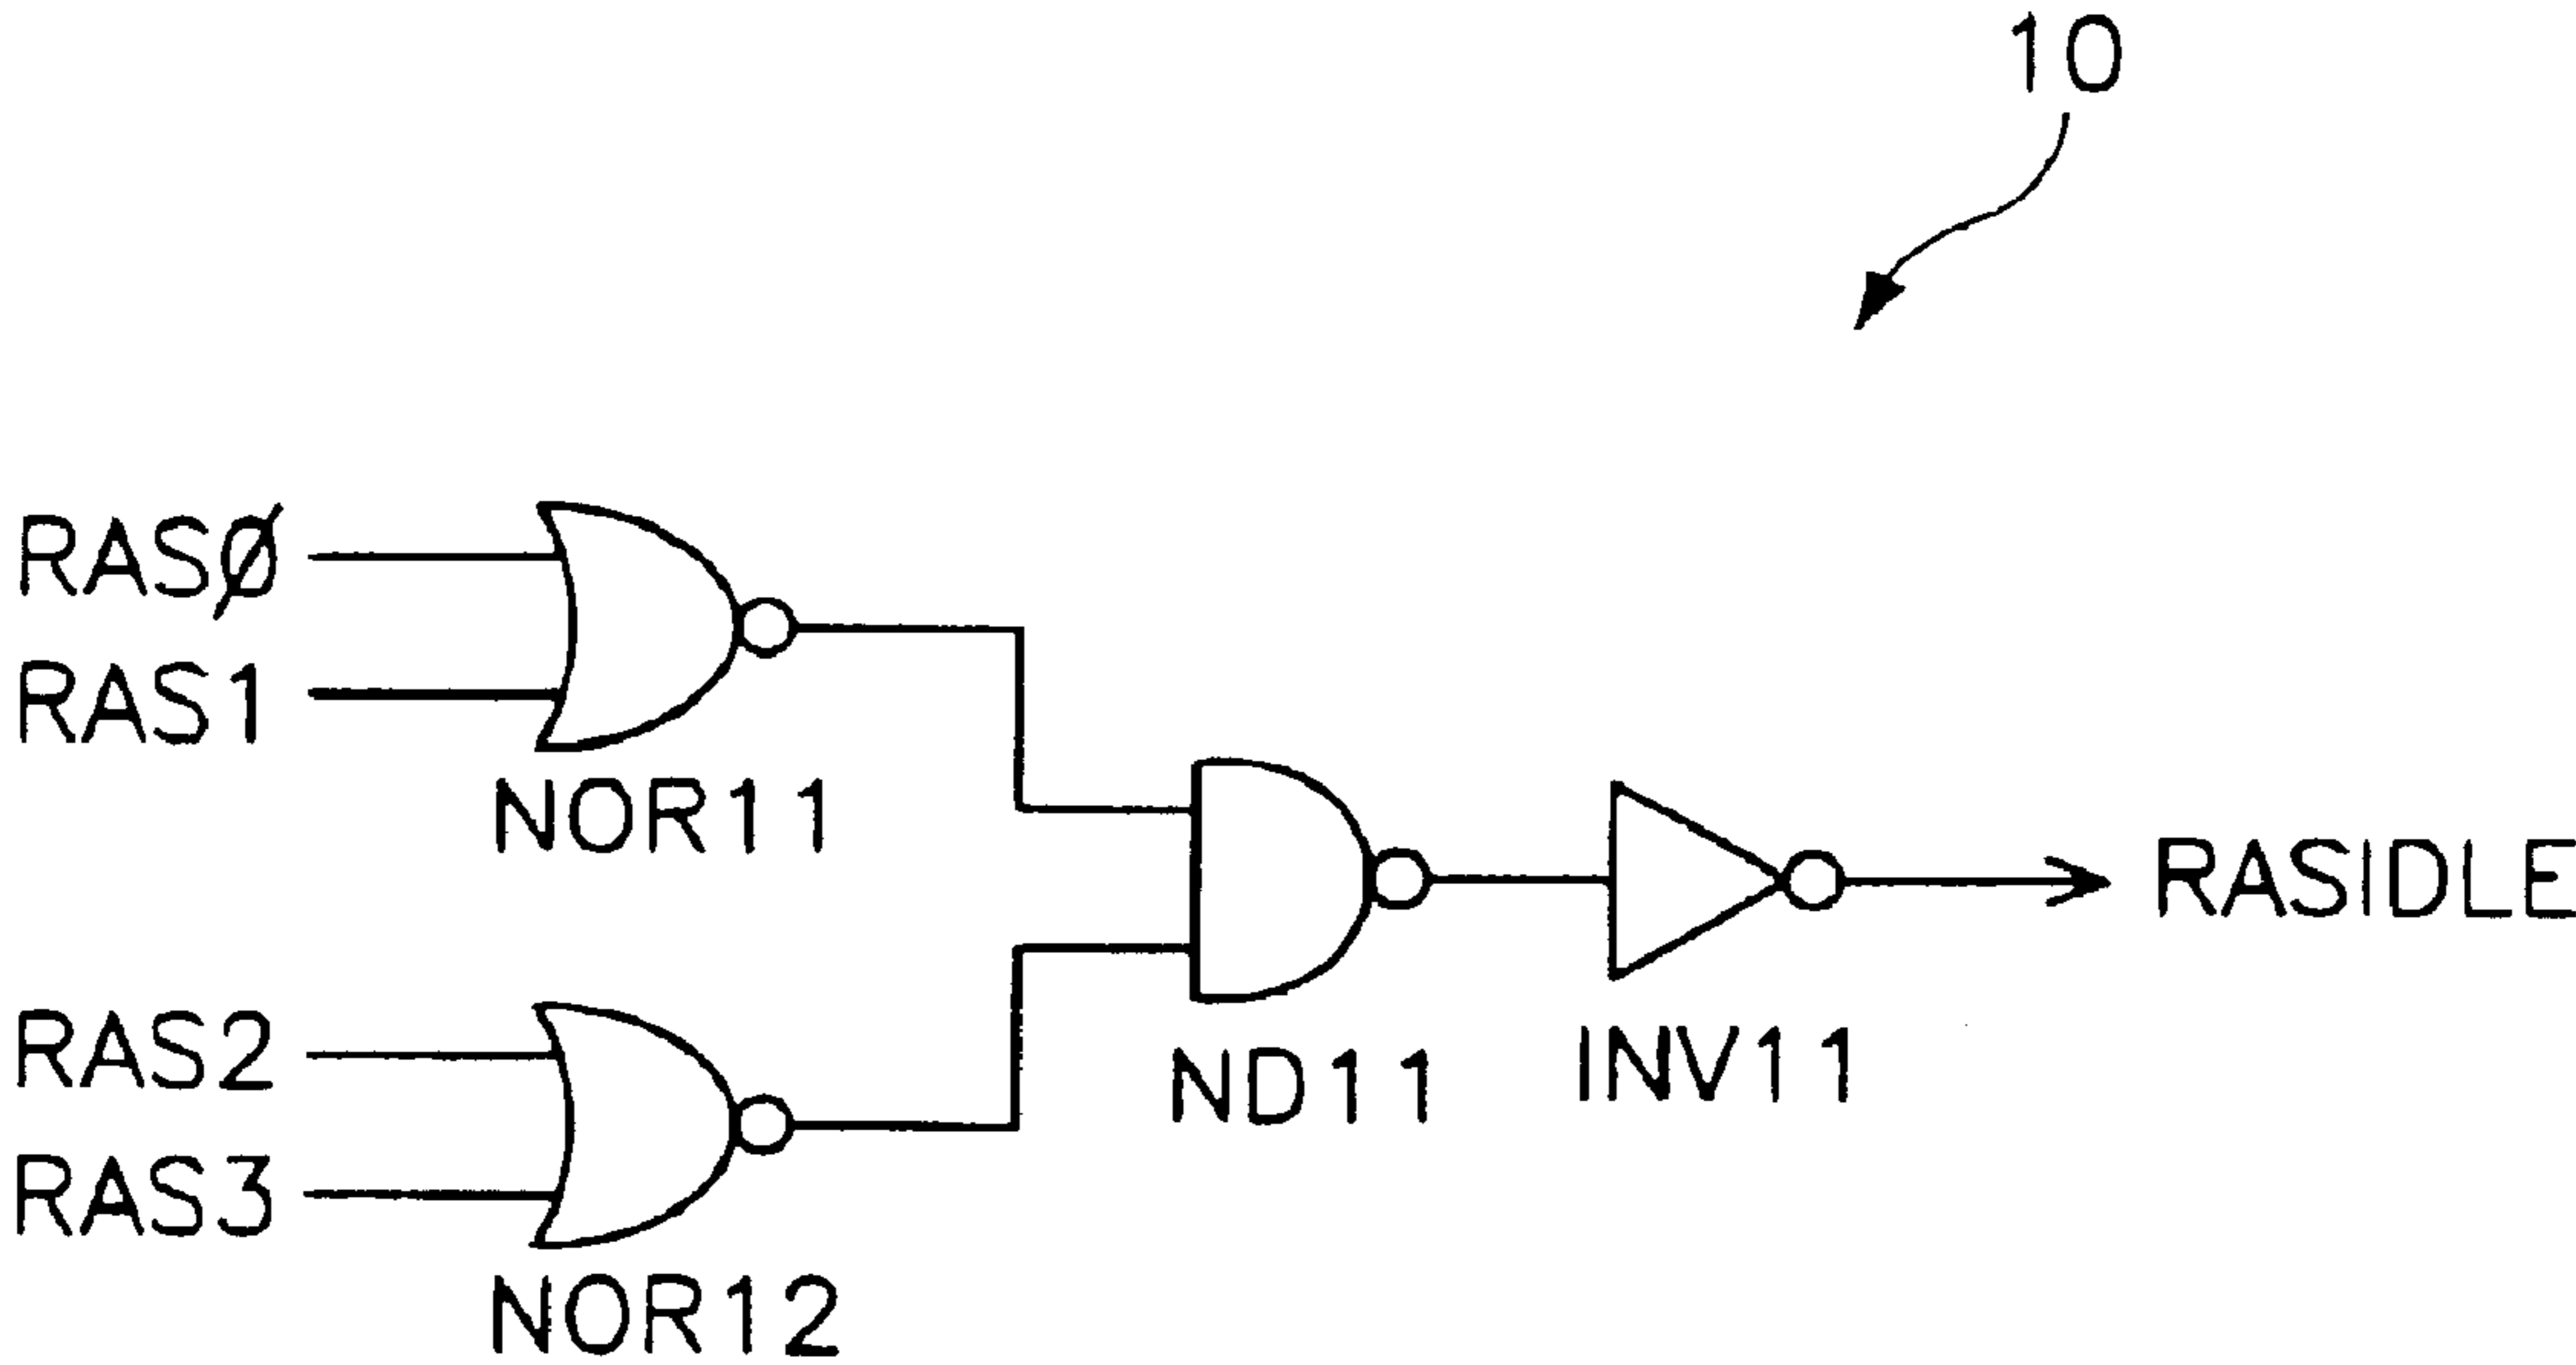 10
RASØ
RAS1
NOR11
RAS2
RAS3
NOR12
ND11
INV11
RASIDLE